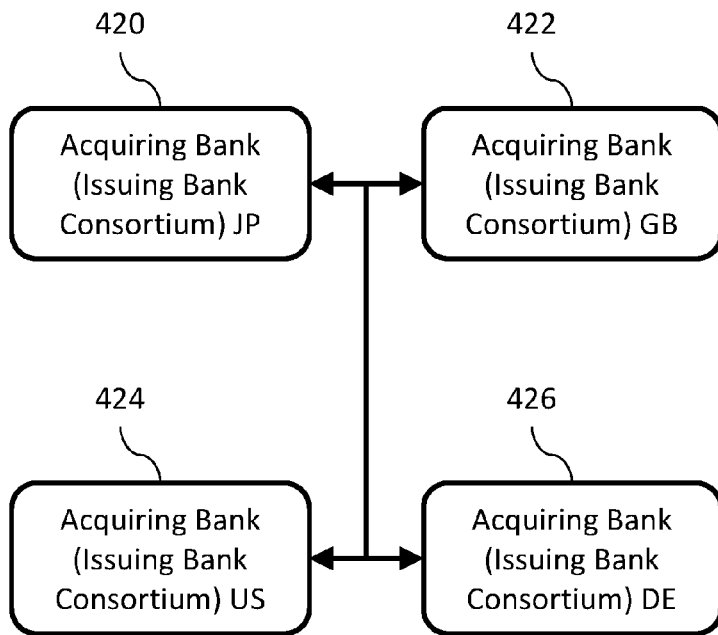 420
422
Acquiring Bank
(Issuing Bank
Consortium) JP
Acquiring Bank
(Issuing Bank
Consortium) GB
424
426
Acquiring Bank
(Issuing Bank
Consortium) US
Acquiring Bank
(Issuing Bank
Consortium) DE